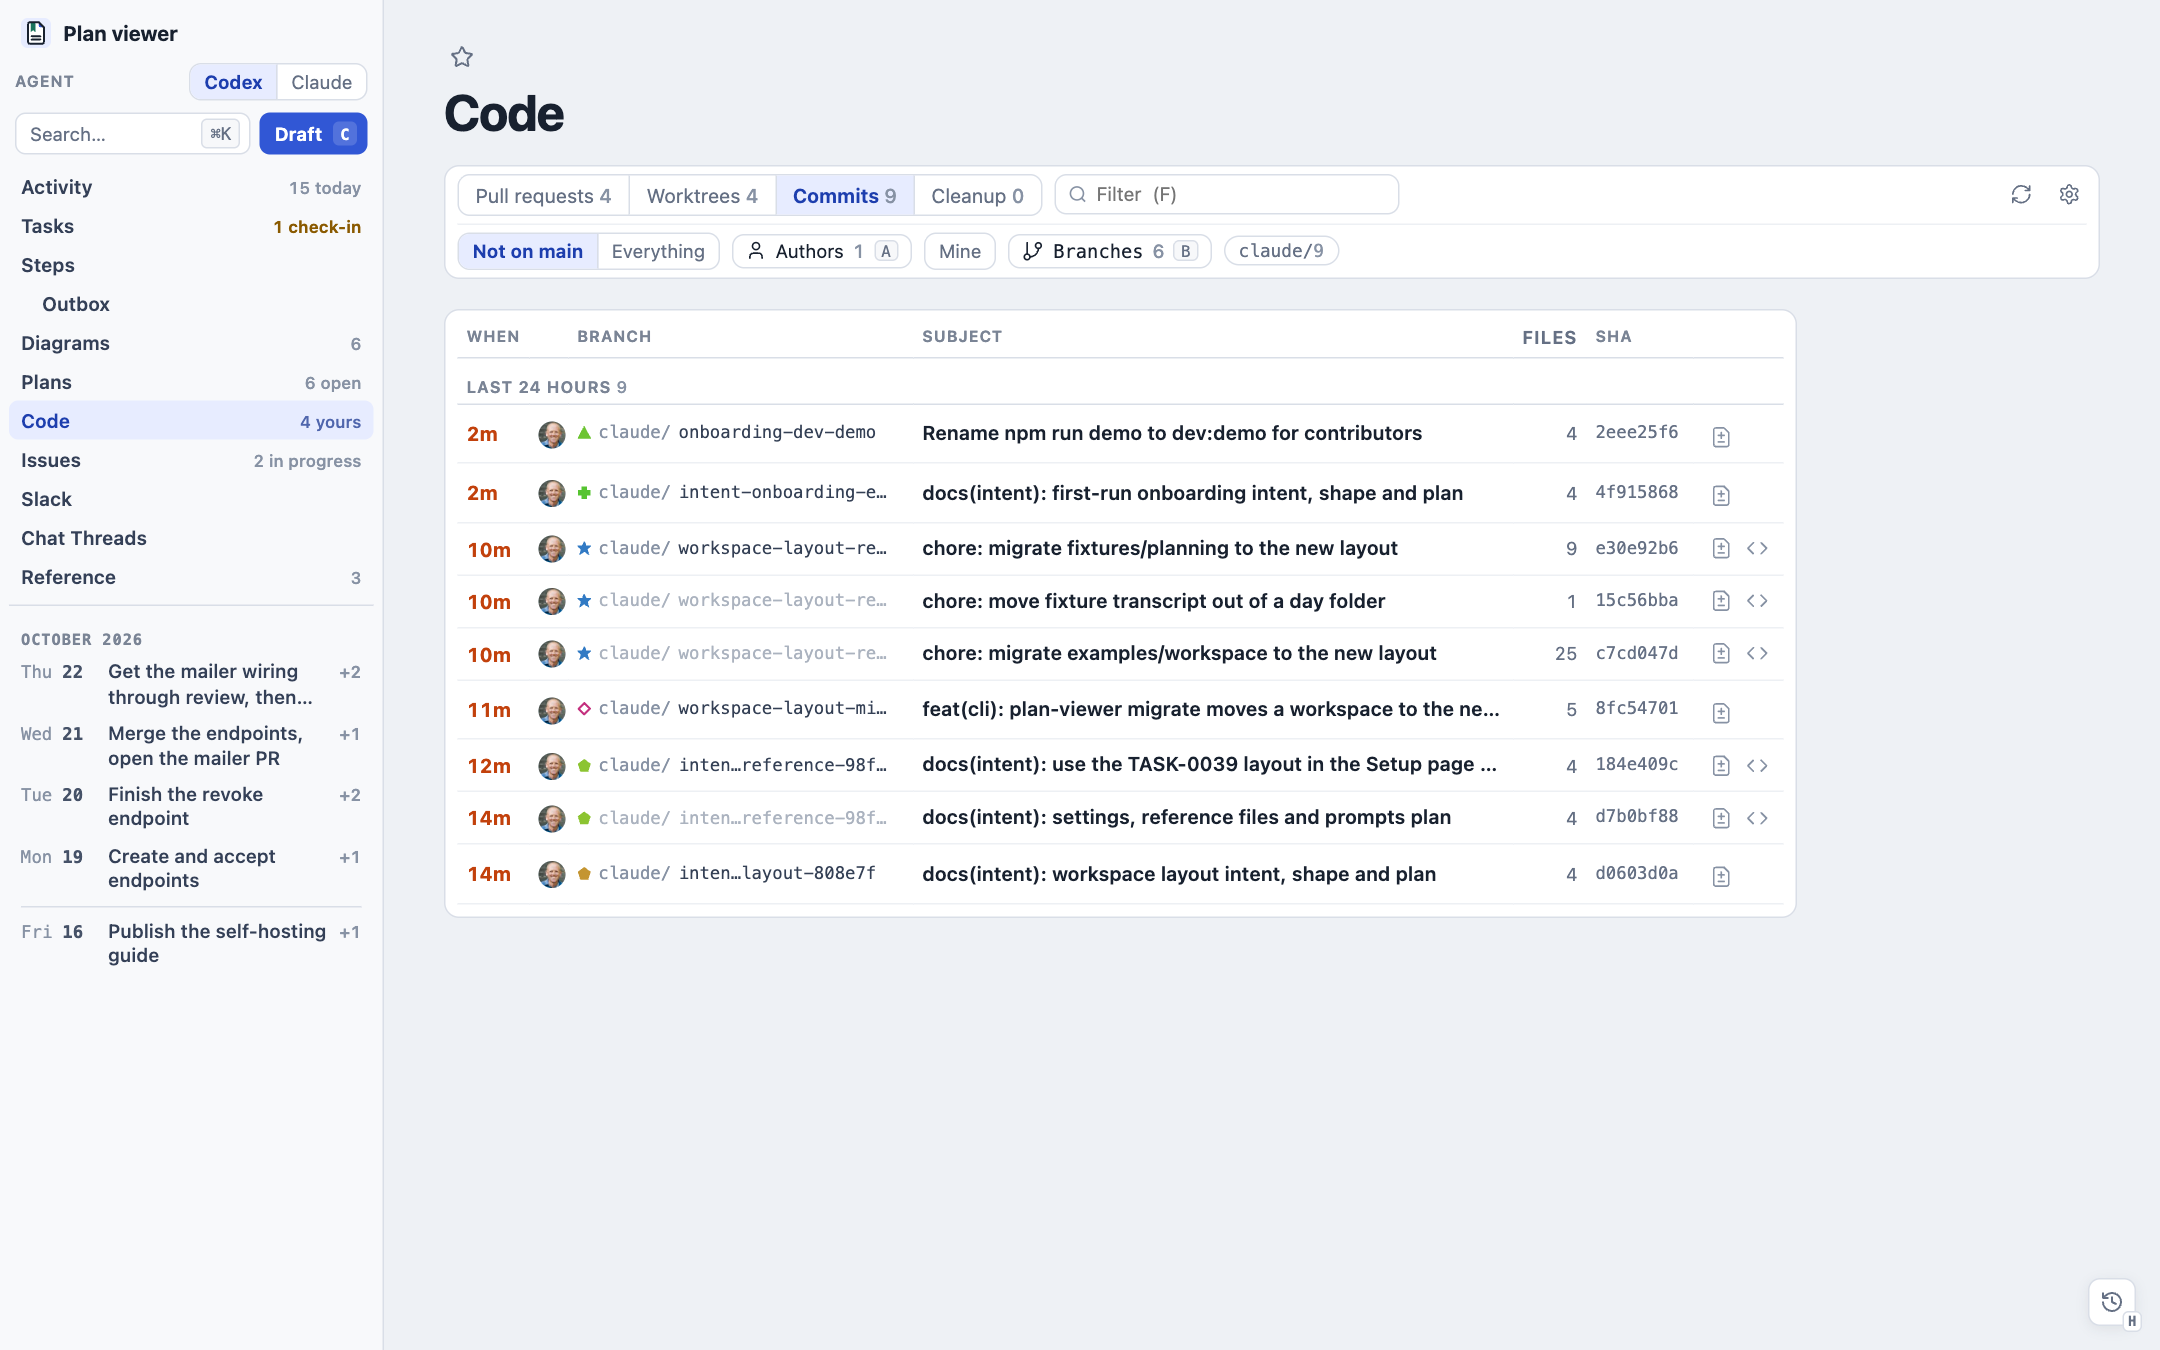 Plan viewer
AGENT
Codex
Claude
Search...
⌘K
Draft C
Activity 15 today
Tasks 1 check-in
Steps
Outbox
Diagrams 6
Plans 6 open
Code 4 yours
Issues 2 in progress
Slack
Chat Threads
Reference 3
OCTOBER 2026
Thu 22 Get the mailer wiring +2
through review, then...
Wed 21 Merge the endpoints, +1
open the mailer PR
Tue 20 Finish the revoke +2
endpoint
Mon 19 Create and accept +1
endpoints
Fri 16 Publish the self-hosting +1
guide
Code
Pull requests 4
Worktrees 4
Commits 9
Cleanup 0
Filter (F)
Not on main
Everything
Authors 1 A
Mine
Branches 6 B
claude/9
WHEN BRANCH SUBJECT FILES SHA
LAST 24 HOURS 9
2m claude/ onboarding-dev-demo Rename npm run demo to dev:demo for contributors 4 2eee25f6
2m claude/ intent-onboarding-e… docs(intent): first-run onboarding intent, shape and plan 4 4f915868
10m claude/ workspace-layout-re… chore: migrate fixtures/planning to the new layout 9 e30e92b6
10m claude/ workspace-layout-re… chore: move fixture transcript out of a day folder 1 15c56bba
10m claude/ workspace-layout-re… chore: migrate examples/workspace to the new layout 25 c7cd047d
11m claude/ workspace-layout-mi… feat(cli): plan-viewer migrate moves a workspace to the ne... 5 8fc54701
12m claude/ inten…reference-98f… docs(intent): use the TASK-0039 layout in the Setup page ... 4 184e409c
14m claude/ inten…reference-98f… docs(intent): settings, reference files and prompts plan 4 d7b0bf88
14m claude/ inten…layout-808e7f docs(intent): workspace layout intent, shape and plan 4 d0603d0a
H